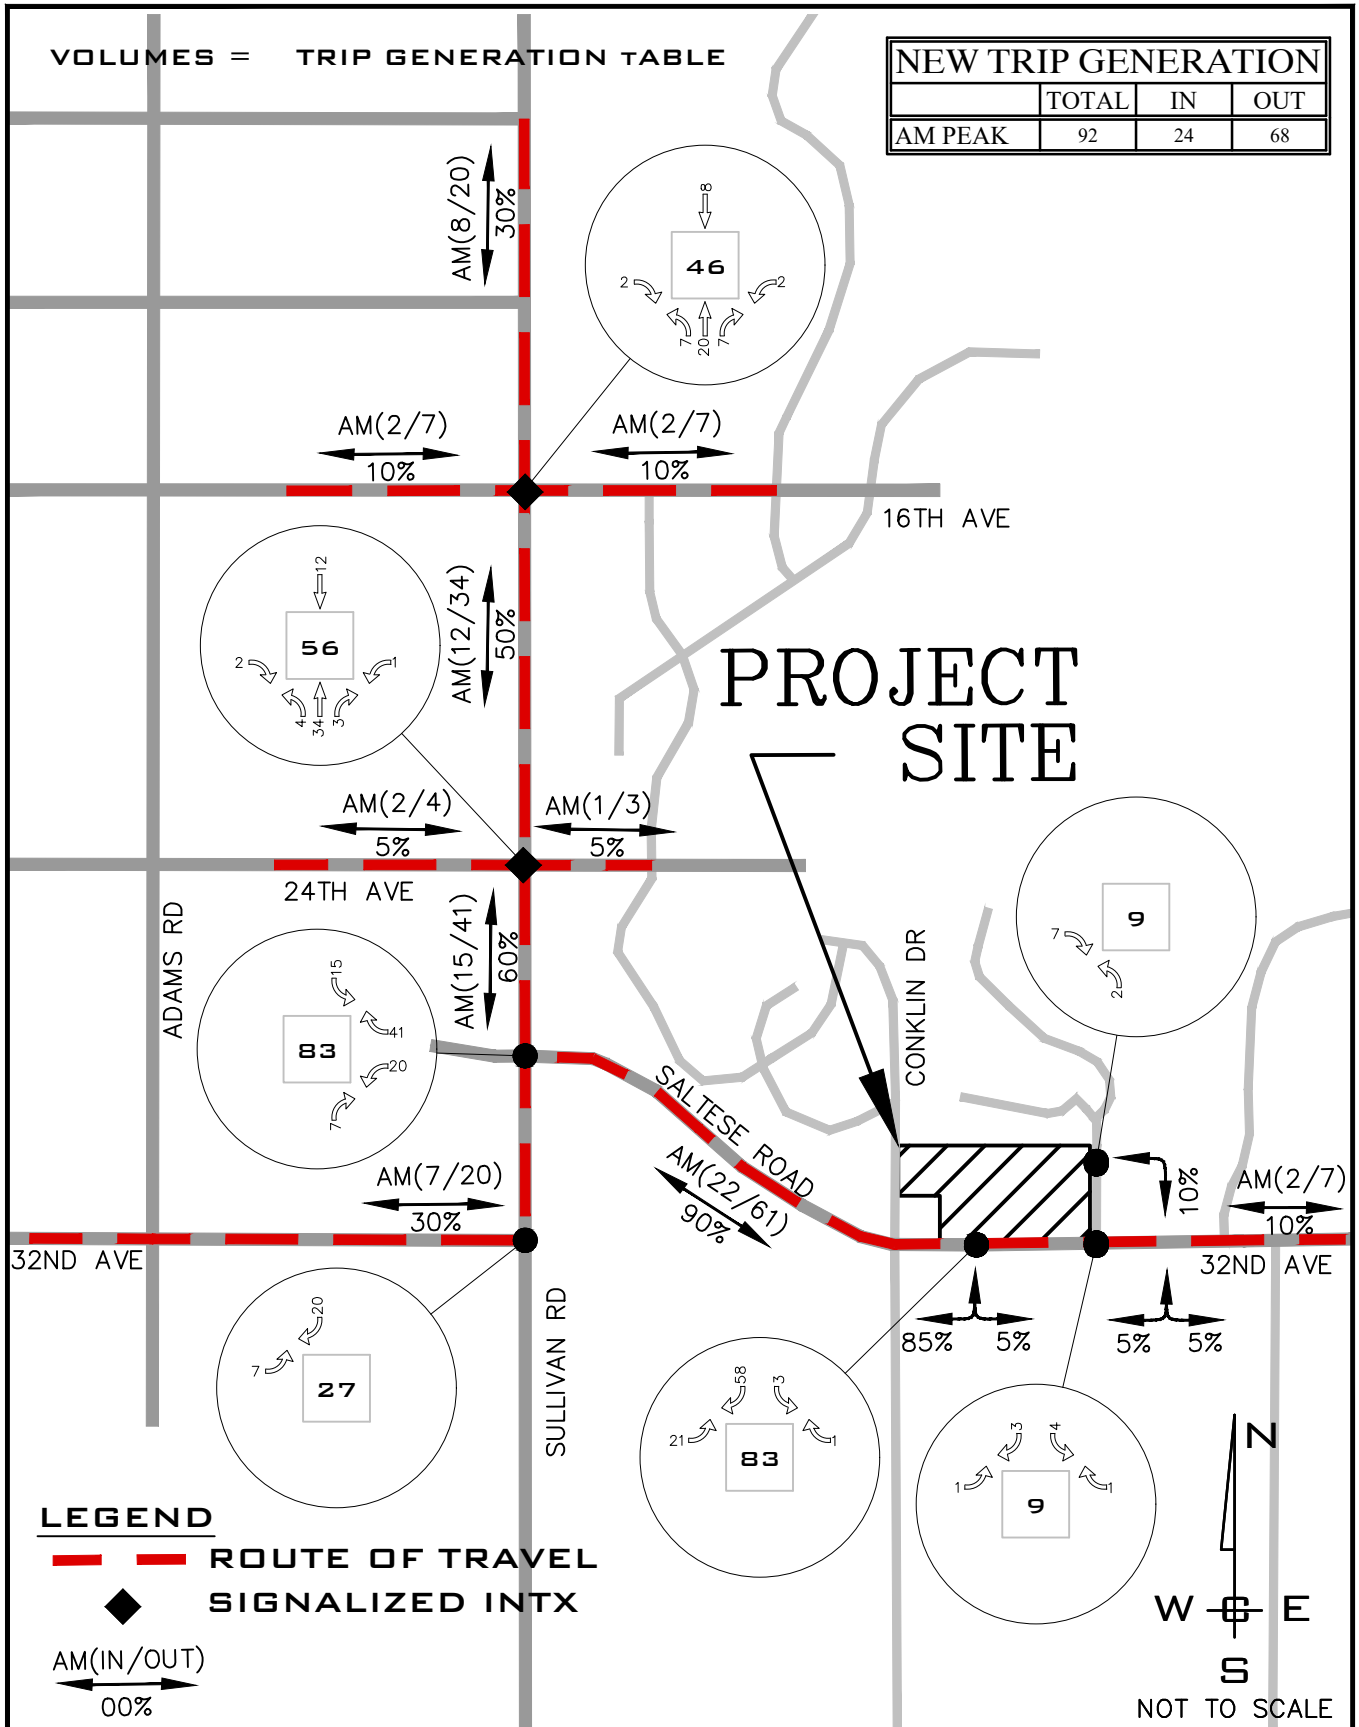 VOLUMES = TRIP GENERATION TABLE
NEW TRIP GENERATION
TOTAL IN OUT
AM PEAK 92 24 68
AM(8/20)
30%
8
46
2 2
7 20 7
AM(2/7)
10%
AM(2/7)
10%
16TH AVE
12
56
2 1
4 34 3
AM(12/34)
50%
PROJECT
SITE
AM(2/4)
5%
AM(1/3)
5%
24TH AVE
ADAMS RD
AM(15/41)
60%
CONKLIN DR
9
7
2
15
41
83
20
7
SALTESE ROAD
AM(22/61)
90%
AM(7/20)
30%
10%
AM(2/7)
10%
32ND AVE
32ND AVE
20
7
27
SULLIVAN RD
85% 5%
5% 5%
58 3
21 1
83
3 4
1 1
9
N
W E
S
NOT TO SCALE
LEGEND
ROUTE OF TRAVEL
SIGNALIZED INTX
AM(IN/OUT)
00%